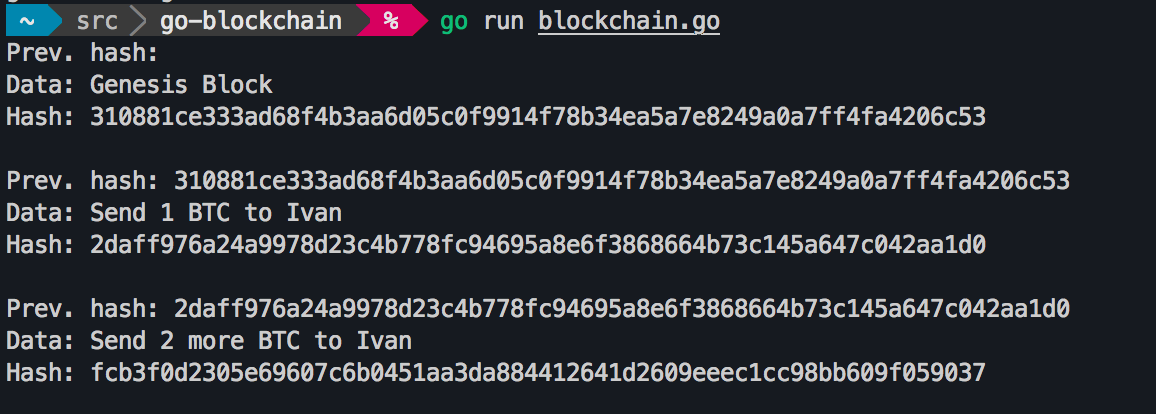 ~ src go-blockchain % go run blockchain.go
Prev. hash:
Data: Genesis Block
Hash: 310881ce333ad68f4b3aa6d05c0f9914f78b34ea5a7e8249a0a7ff4fa4206c53
Prev. hash: 310881ce333ad68f4b3aa6d05c0f9914f78b34ea5a7e8249a0a7ff4fa4206c53
Data: Send 1 BTC to Ivan
Hash: 2daff976a24a9978d23c4b778fc94695a8e6f3868664b73c145a647c042aa1d0
Prev. hash: 2daff976a24a9978d23c4b778fc94695a8e6f3868664b73c145a647c042aa1d0
Data: Send 2 more BTC to Ivan
Hash: fcb3f0d2305e69607c6b0451aa3da884412641d2609eeec1cc98bb609f059037